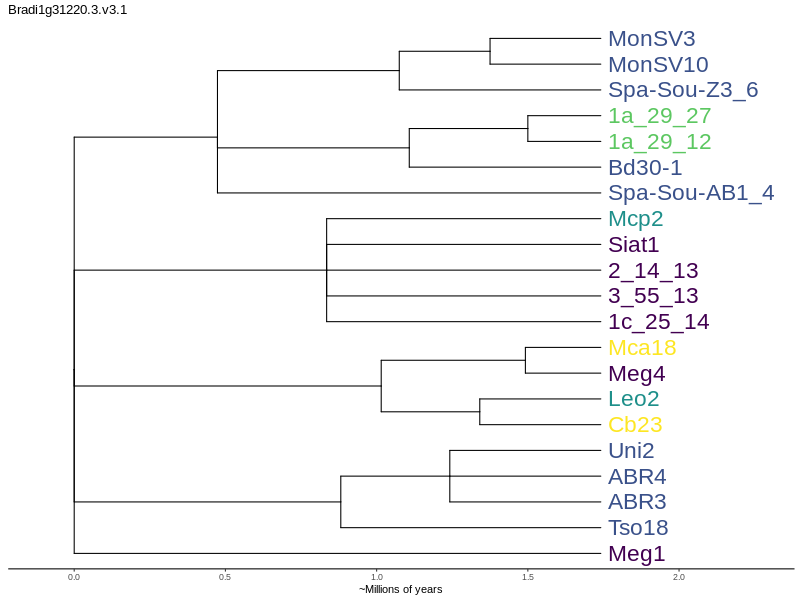 Bradi1g31220.3.v3.1
MonSV3
MonSV10
Spa-Sou-Z3_6
1a_29_27
1a_29_12
Bd30-1
Spa-Sou-AB1_4
Mcp2
Siat1
2_14_13
3_55_13
1c_25_14
Mca18
Meg4
Leo2
Cb23
Uni2
ABR4
ABR3
Tso18
Meg1
0.0 0.5 1.0 1.5 2.0
~Millions of years